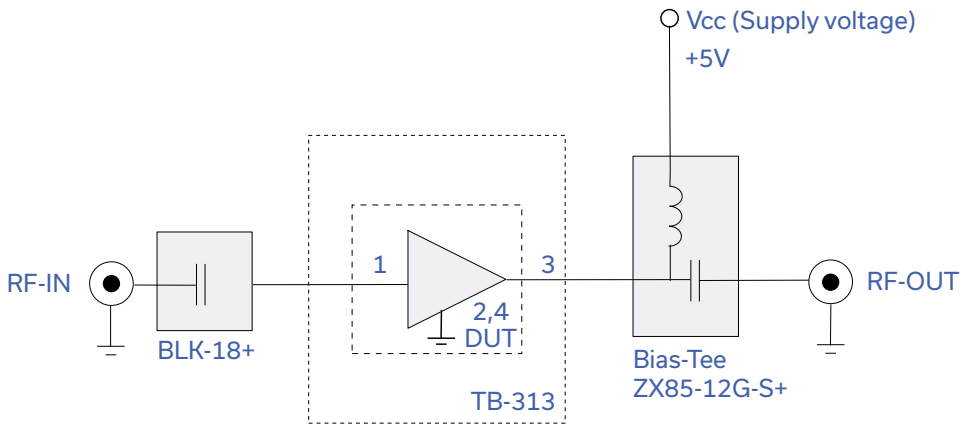 Vcc (Supply voltage)
+5V
RF-IN
1
3
RF-OUT
2,4
DUT
BLK-18+
Bias-Tee
ZX85-12G-S+
TB-313